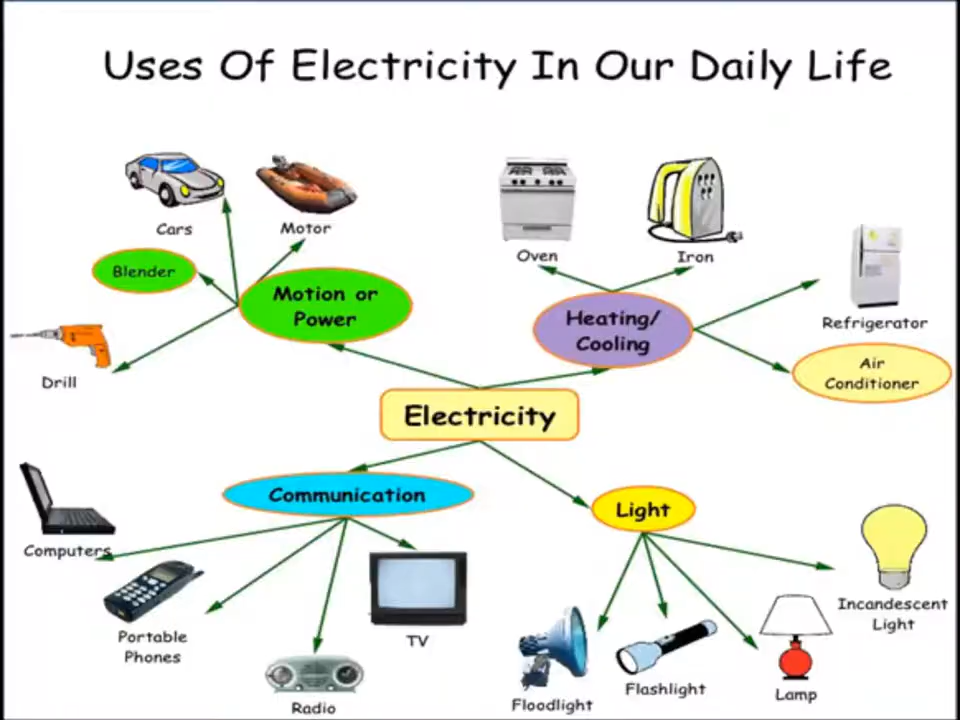 Uses Of Electricity In Our Daily Life
Cars
Motor
Blender
Motion or
Power
Drill
Oven
Iron
Heating/
Cooling
Refrigerator
Air
Conditioner
Electricity
Communication
Computers
Portable
Phones
Radio
TV
Light
Floodlight
Flashlight
Lamp
Incandescent
Light